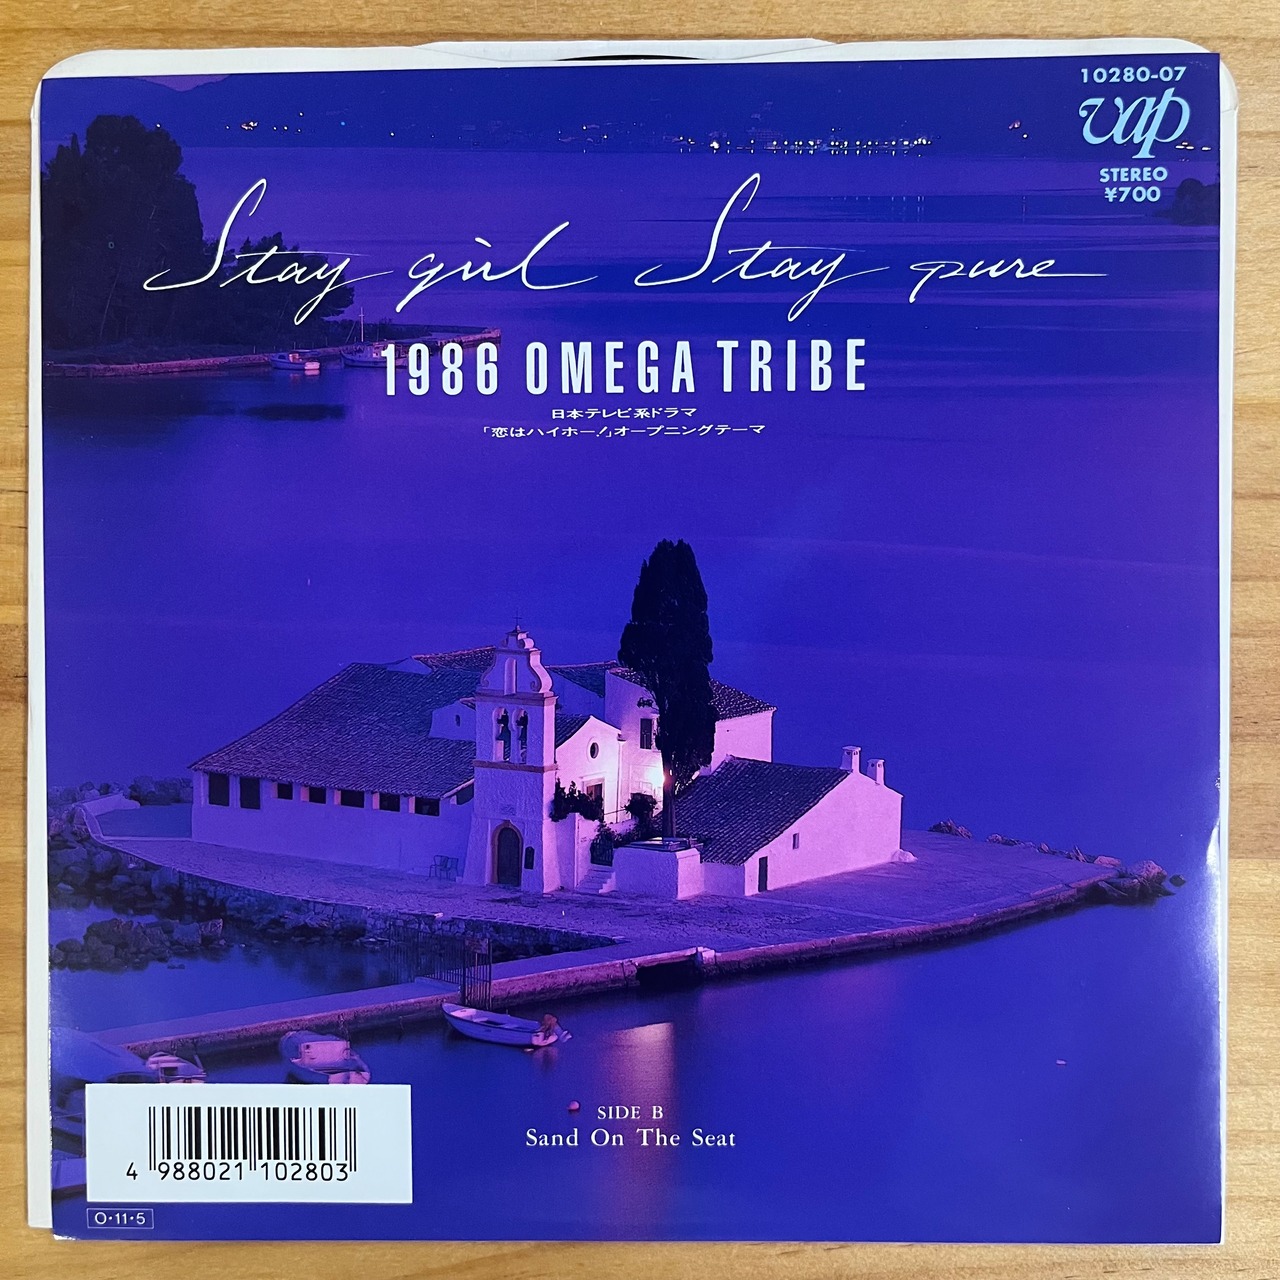 10280-07
vap
STEREO
¥700
Stay girl Stay pure
1986 OMEGA TRIBE
日本テレビ系ドラマ
「恋はハイホー!」オープニングテーマ
SIDE B
Sand On The Seat
4 988021 102803
O·11·5